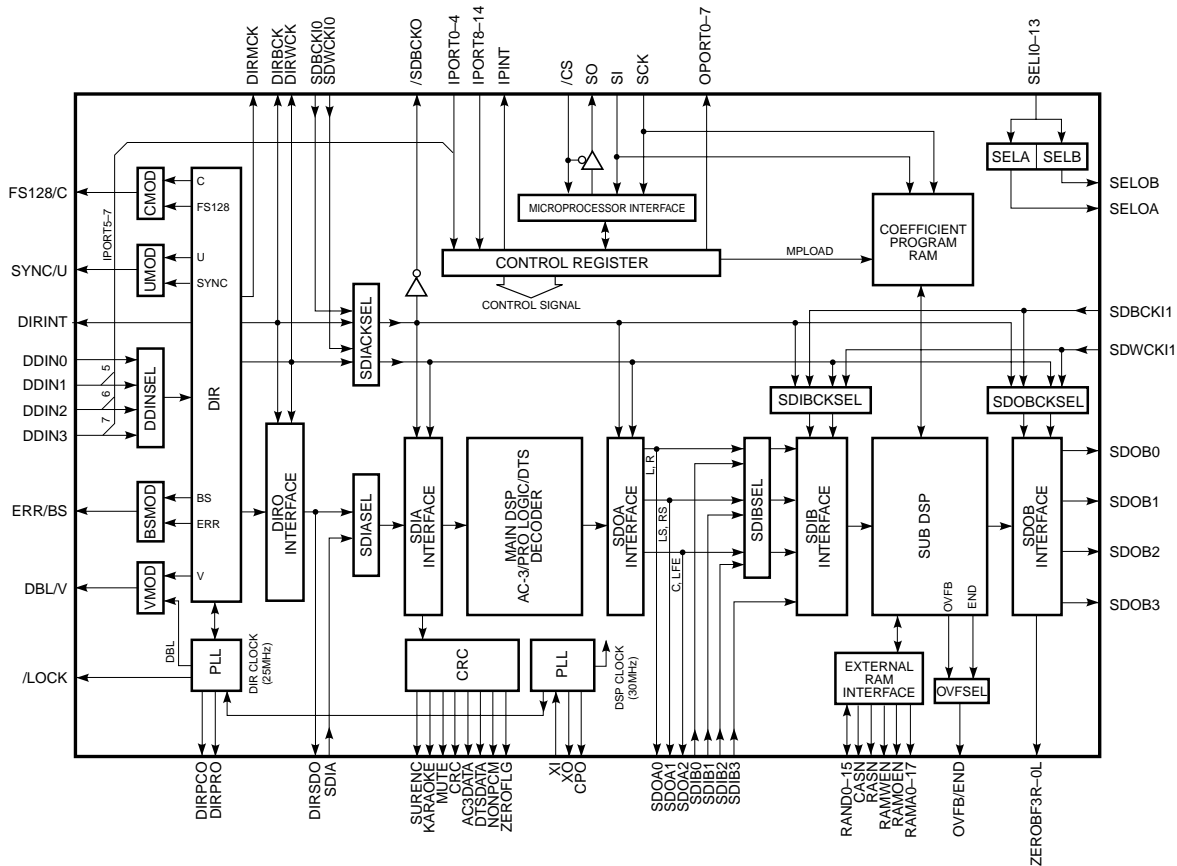 DIRMCK
DIRBCK
DIRWCK
SDBCKI0
SDWCKI0
/SDBCKO
IPORT0–4
IPORT8–14
IPINT
/CS
SO
SI
SCK
OPORT0–7
SELI0–13
FS128/C
CMOD
C
FS128
IPORT5–7
SYNC/U
UMOD
U
SYNC
DIRINT
DDIN0
DDIN1
DDIN2
DDIN3
5
6
7
DDINSEL
DIR
ERR/BS
BSMOD
BS
ERR
DBL/V
VMOD
V
DBL
/LOCK
PLL
DIR CLOCK
(25MHz)
MICROPROCESSOR INTERFACE
CONTROL REGISTER
CONTROL SIGNAL
MPLOAD
COEFFICIENT
PROGRAM
RAM
SELA
SELB
SELOB
SELOA
SDIACKSEL
SDBCKI1
SDWCKI1
SDIBCKSEL
SDOBCKSEL
DIRO
INTERFACE
SDIASEL
SDIA
INTERFACE
MAIN DSP
AC-3/PRO LOGIC/DTS
DECODER
SDOA
INTERFACE
L, R
LS, RS
C, LFE
SDIBSEL
SDIB
INTERFACE
SUB DSP
OVFB
END
SDOB
INTERFACE
SDOB0
SDOB1
SDOB2
SDOB3
CRC
PLL
DSP CLOCK
(30MHz)
EXTERNAL
RAM
INTERFACE
OVFSEL
DIRPCO
DIRPRO
DIRSDO
SDIA
SURENC
KARAOKE
MUTE
CRC
AC3DATA
DTSDATA
NONPCM
ZEROFLG
XI
XO
CPO
SDOA0
SDOA1
SDOA2
SDIB0
SDIB1
SDIB2
SDIB3
RAND0–15
CASN
RASN
RAMWEN
RAMOEN
RAMA0–17
OVFB/END
ZEROBF3R–0L